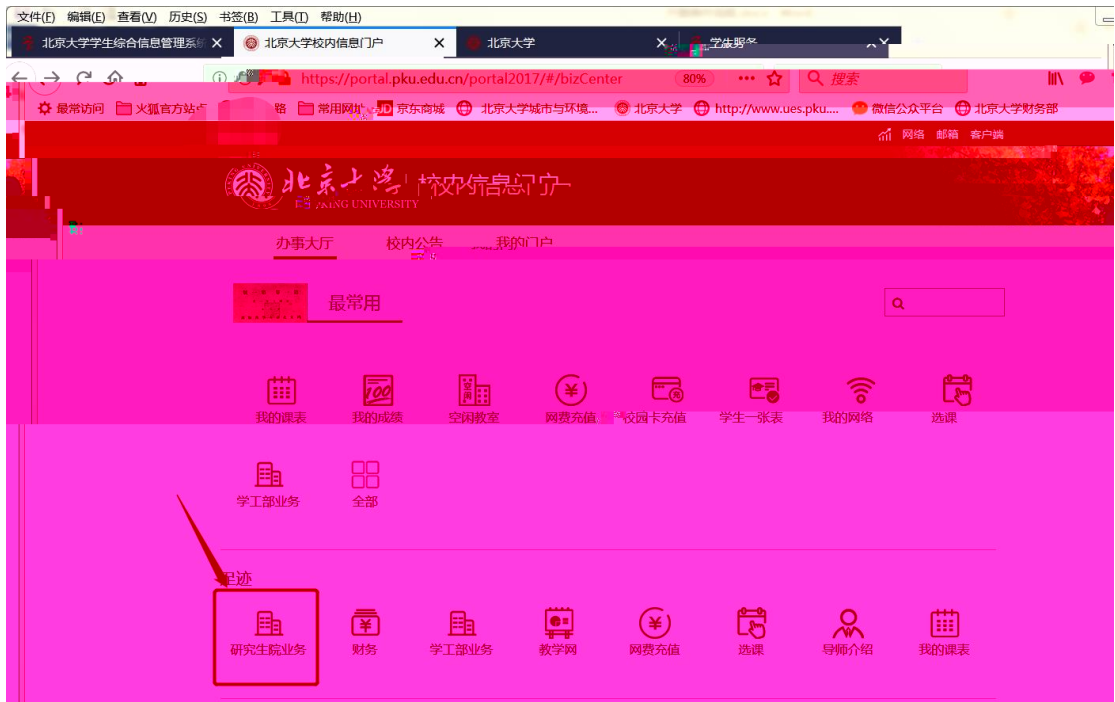 文件(F) 编辑(E) 查看(V) 历史(S) 书签(B) 工具(T) 帮助(H)
北京大学学生综合信息管理系统 北京大学校内信息门户 北京大学
https://portal.pku.edu.cn/portal2017/#/bizCenter 80% 搜索
最常访问 火狐官方站点 常用网址 JD 京东商城 北京大学城市与环境... 北京大学 http://www.ues.pku.... 微信公众平台 北京大学财务部
网络 邮箱 客户端
北京大学 校内信息门户
PEKING UNIVERSITY
办事大厅 校内公告 我的门户
最常用
我的课表 我的成绩 空闲教室 网费充值 校园卡充值 学生一张表 我的网络 选课
学工部业务 全部
足迹
研究生院业务 财务 学工部业务 教学网 网费充值 选课 导师介绍 我的课表